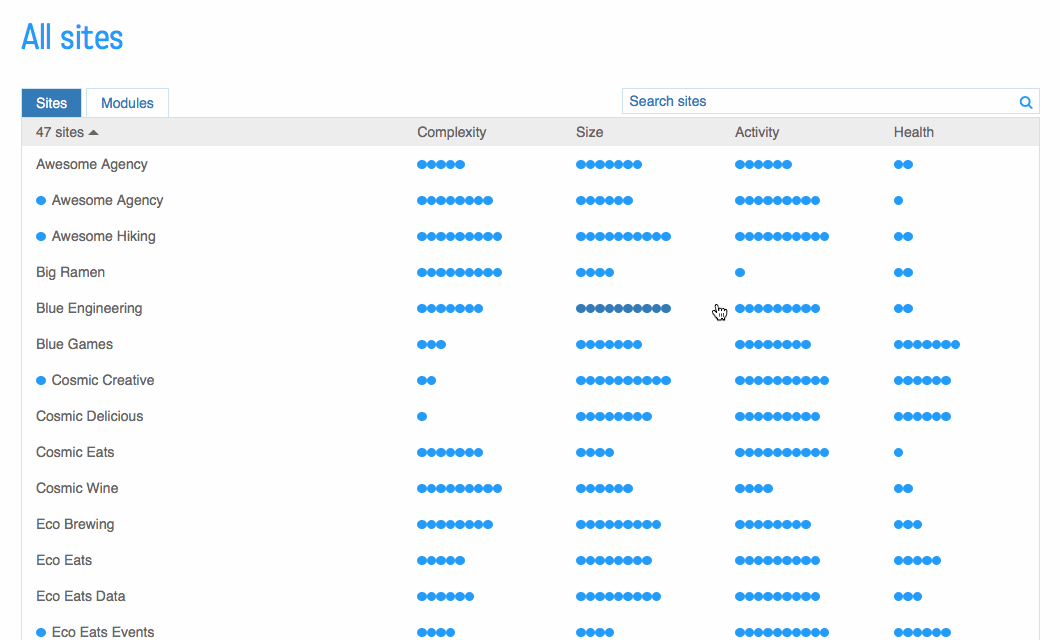 All sites
Sites Modules Search sites
47 sites Complexity Size Activity Health
Awesome Agency
Awesome Agency
Awesome Hiking
Big Ramen
Blue Engineering
Blue Games
Cosmic Creative
Cosmic Delicious
Cosmic Eats
Cosmic Wine
Eco Brewing
Eco Eats
Eco Eats Data
Eco Eats Events